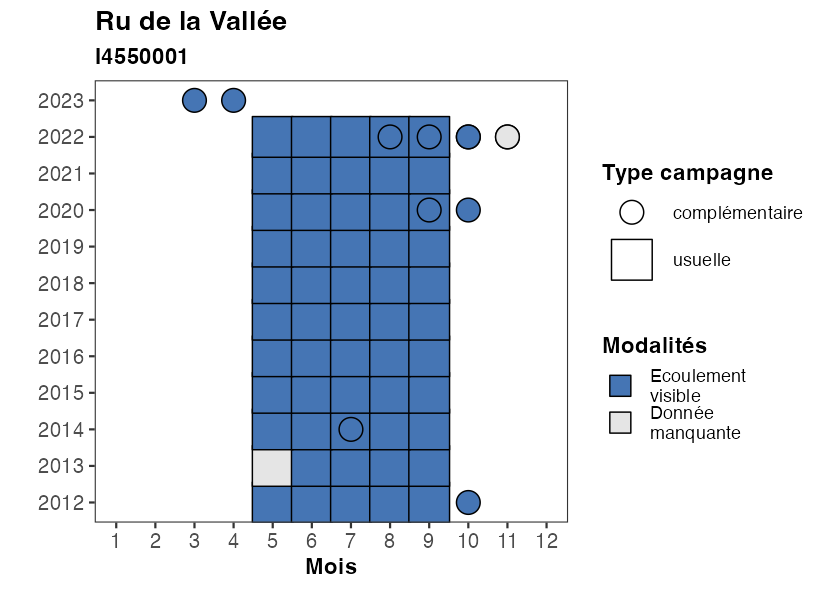 Ru de la Vallée
I4550001
2023
2022
2021
2020
2019
2018
2017
2016
2015
2014
2013
2012
1 2 3 4 5 6 7 8 9 10 11 12
Mois
Type campagne
complémentaire
usuelle
Modalités
Ecoulement
visible
Donnée
manquante